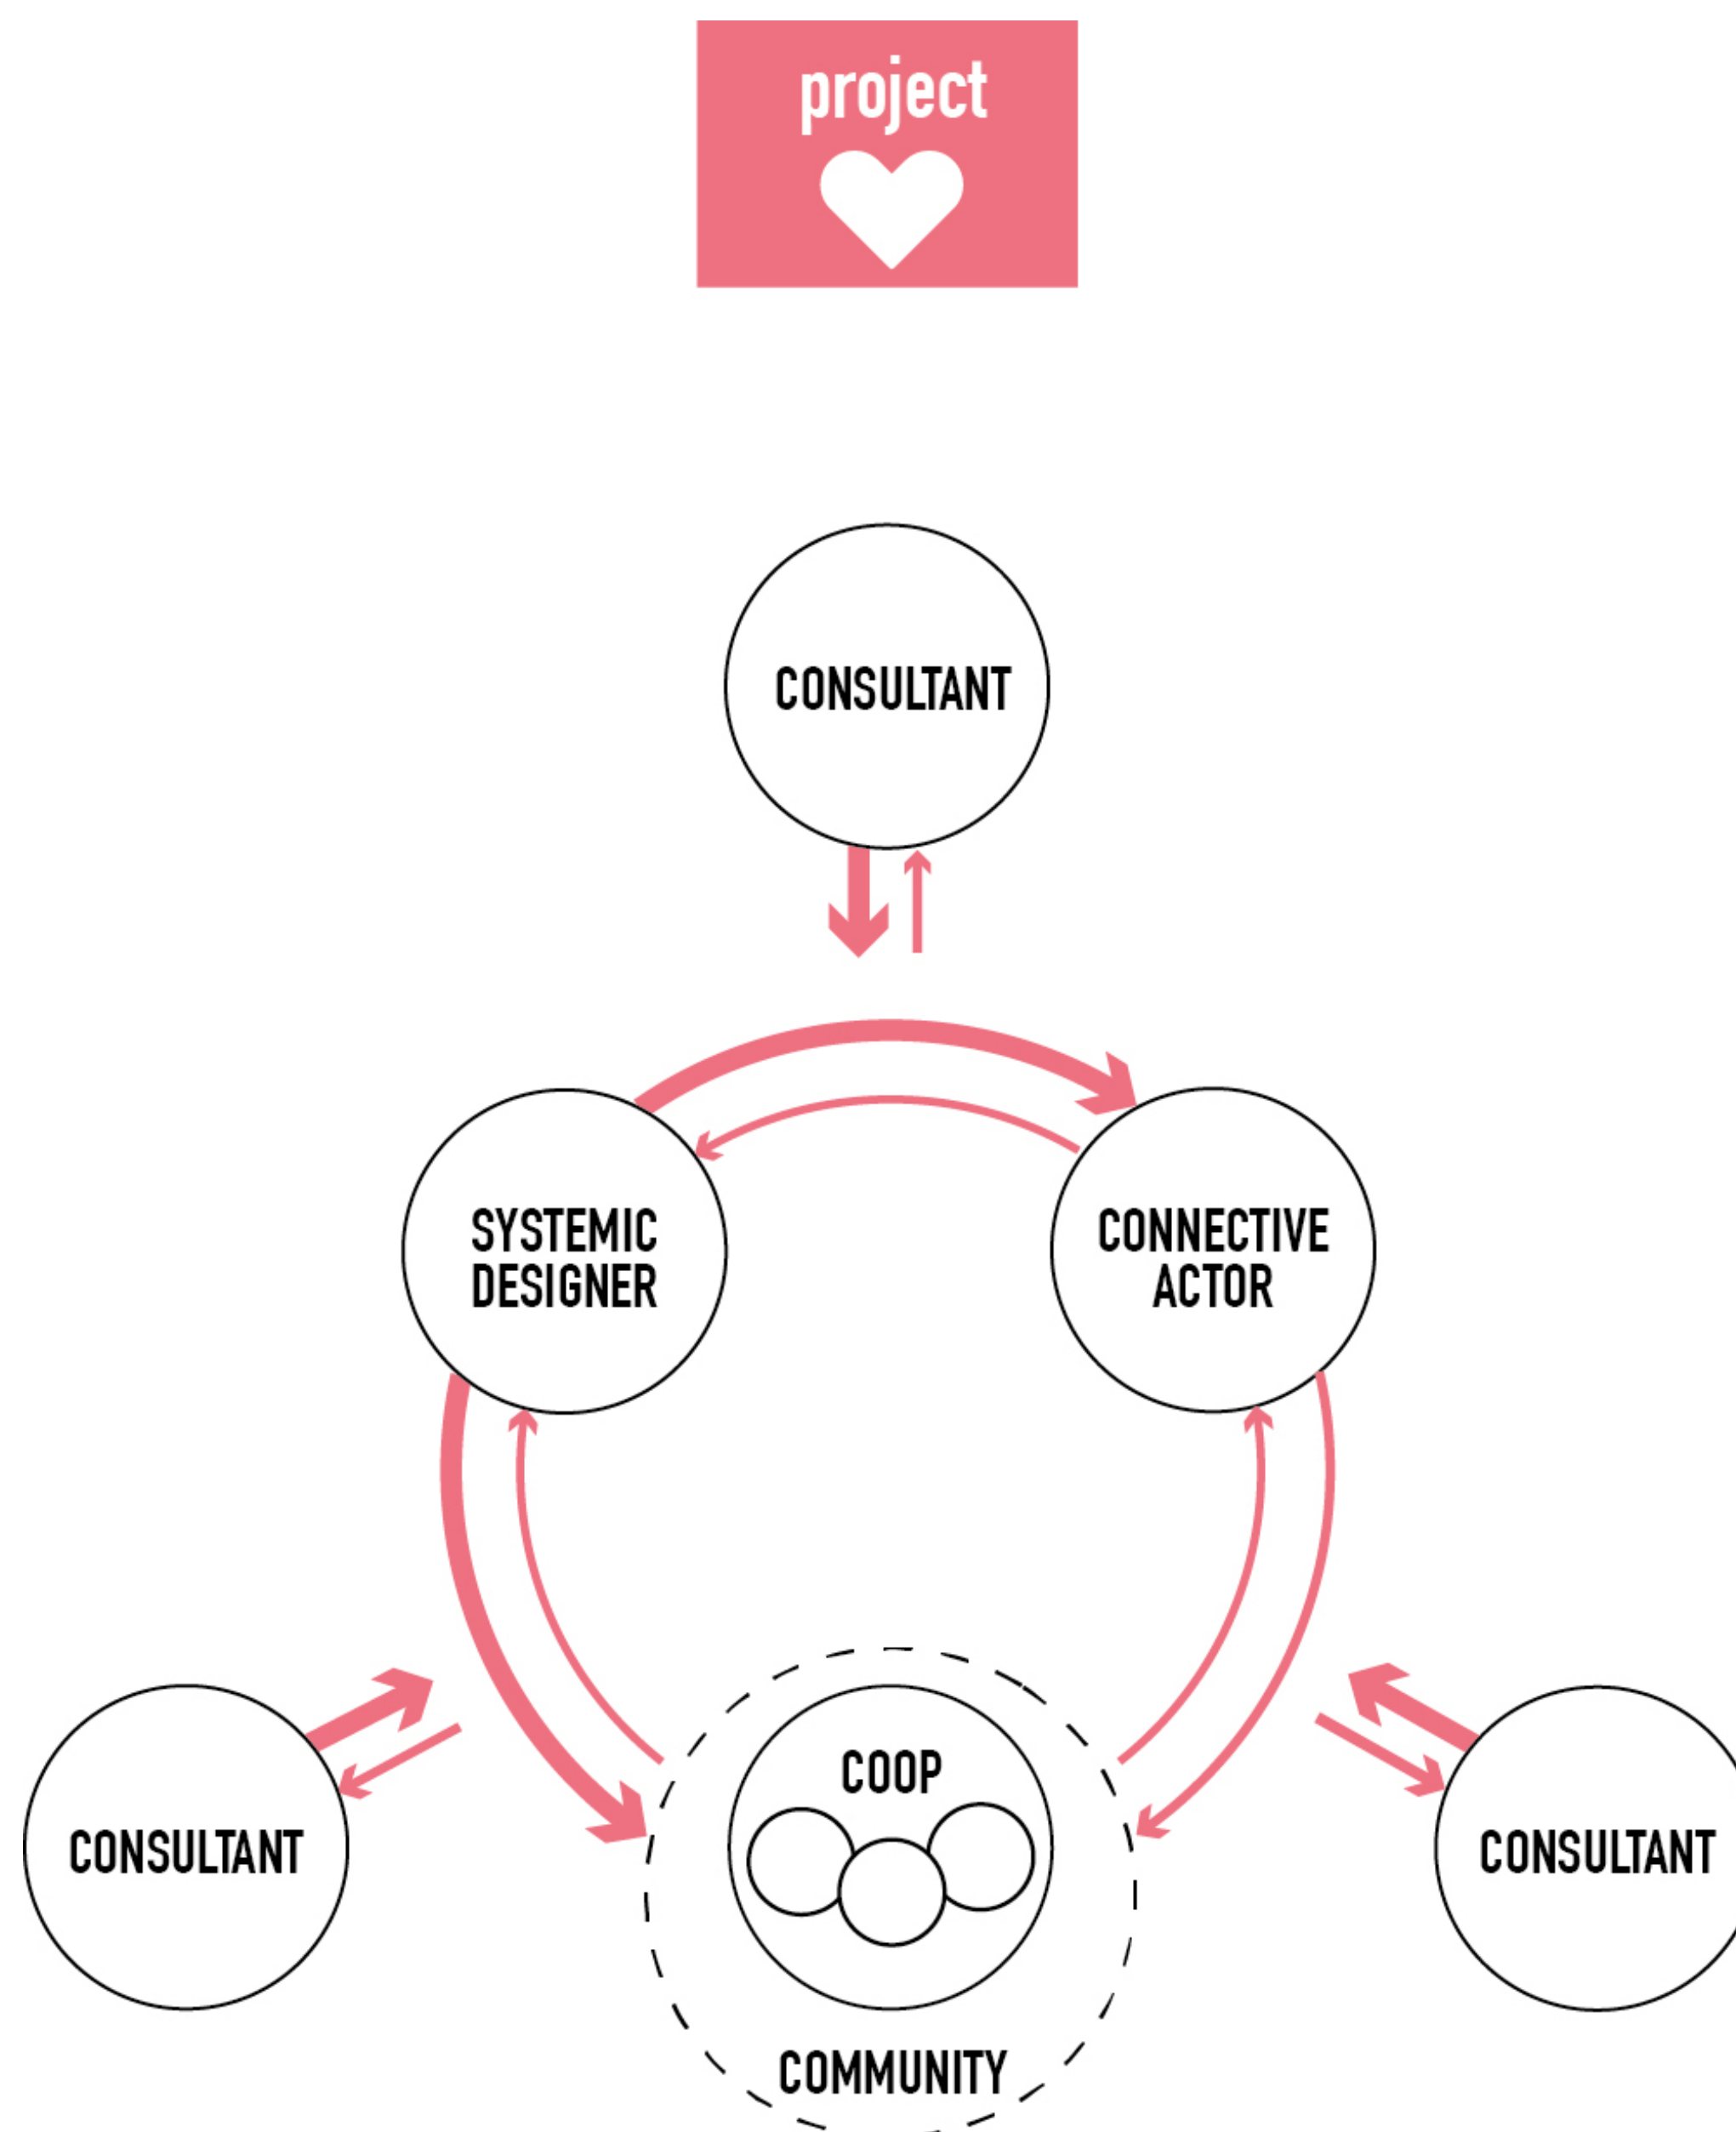 project
CONSULTANT
SYSTEMIC
DESIGNER
CONNECTIVE
ACTOR
COOP
CONSULTANT
CONSULTANT
COMMUNITY